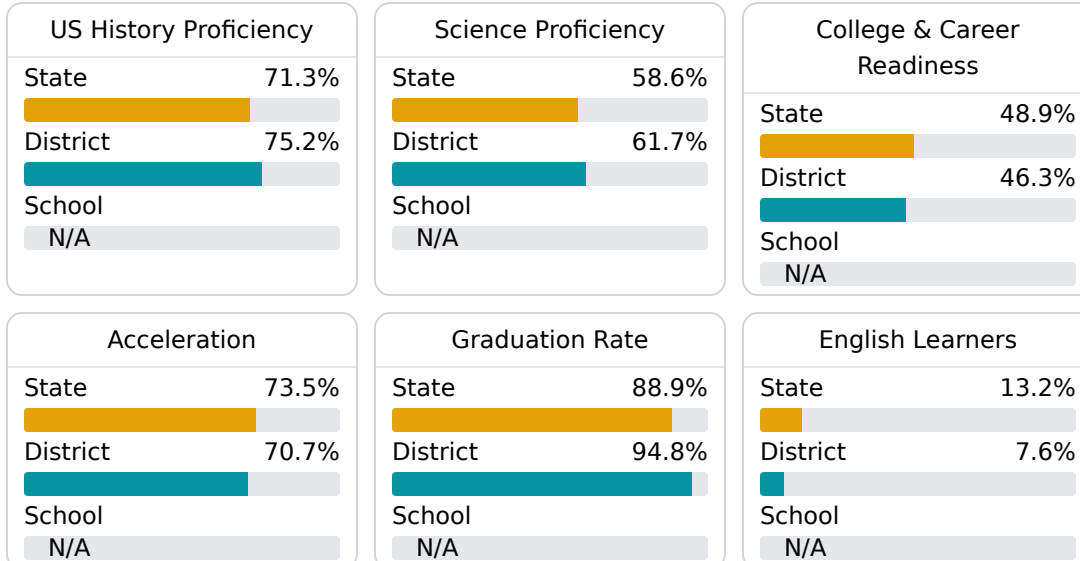 US History Proficiency
State 71.3%
District 75.2%
School
N/A
Science Proficiency
State 58.6%
District 61.7%
School
N/A
College & Career
Readiness
State 48.9%
District 46.3%
School
N/A
Acceleration
State 73.5%
District 70.7%
School
N/A
Graduation Rate
State 88.9%
District 94.8%
School
N/A
English Learners
State 13.2%
District 7.6%
School
N/A